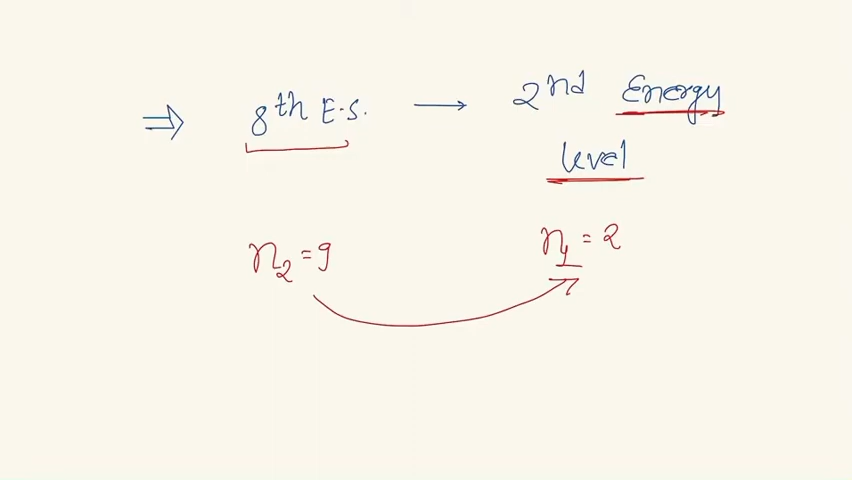 ⇒ 8th E.S. → 2nd Energy
level
n₂ = 9 n₁ = 2